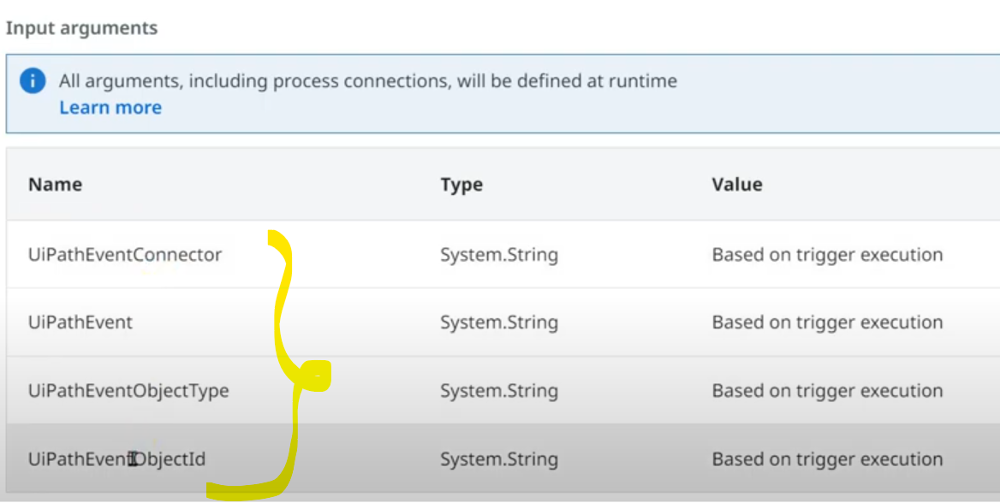 Input arguments
All arguments, including process connections, will be defined at runtime
Learn more
Name Type Value
UiPathEventConnector System.String Based on trigger execution
UiPathEvent System.String Based on trigger execution
UiPathEventObjectType System.String Based on trigger execution
UiPathEventObjectId System.String Based on trigger execution